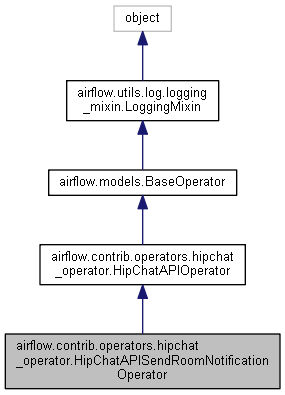 object
airflow.utils.log.logging
_mixin.LoggingMixin
airflow.models.BaseOperator
airflow.contrib.operators.hipchat
_operator.HipChatAPIOperator
airflow.contrib.operators.hipchat
_operator.HipChatAPISendRoomNotification
Operator